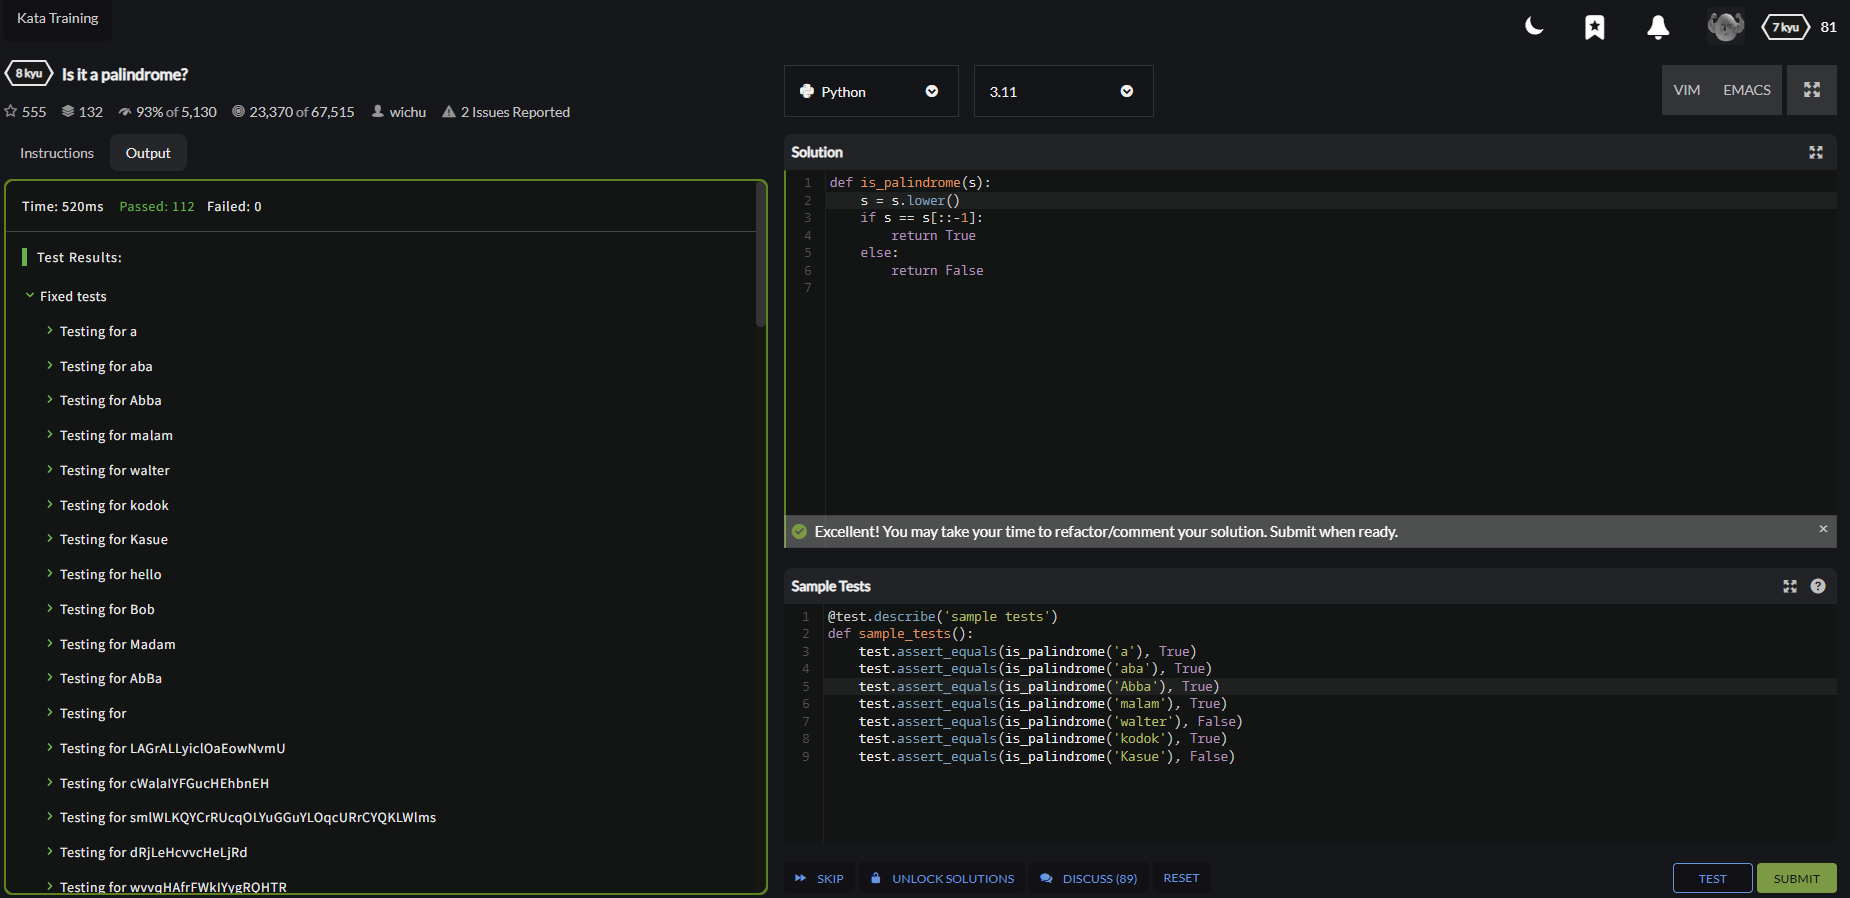 Kata Training
7 kyu 81
8 kyu Is it a palindrome?
555 132 93% of 5,130 23,370 of 67,515 wichu 2 Issues Reported
Instructions Output
Time: 520ms Passed: 112 Failed: 0
Test Results:
Fixed tests
Testing for a
Testing for aba
Testing for Abba
Testing for malam
Testing for walter
Testing for kodok
Testing for Kasue
Testing for hello
Testing for Bob
Testing for Madam
Testing for AbBa
Testing for
Testing for LAGrALLyiclOaEowNvmU
Testing for cWalaIYFGucHEhbnEH
Testing for smlWLKQYCrRUcqOLYuGGuYLOqcURrCYQKLWlms
Testing for dRjLeHcvvcHeLjRd
Testing for wvvqHAfrFWkIYygRQHTR
Python 3.11 VIM EMACS
Solution
1 def is_palindrome(s):
2 s = s.lower()
3 if s == s[::-1]:
4 return True
5 else:
6 return False
7
Excellent! You may take your time to refactor/comment your solution. Submit when ready. ×
Sample Tests ?
1 @test.describe('sample tests')
2 def sample_tests():
3 test.assert_equals(is_palindrome('a'), True)
4 test.assert_equals(is_palindrome('aba'), True)
5 test.assert_equals(is_palindrome('Abba'), True)
6 test.assert_equals(is_palindrome('malam'), True)
7 test.assert_equals(is_palindrome('walter'), False)
8 test.assert_equals(is_palindrome('kodok'), True)
9 test.assert_equals(is_palindrome('Kasue'), False)
SKIP UNLOCK SOLUTIONS DISCUSS (89) RESET TEST SUBMIT